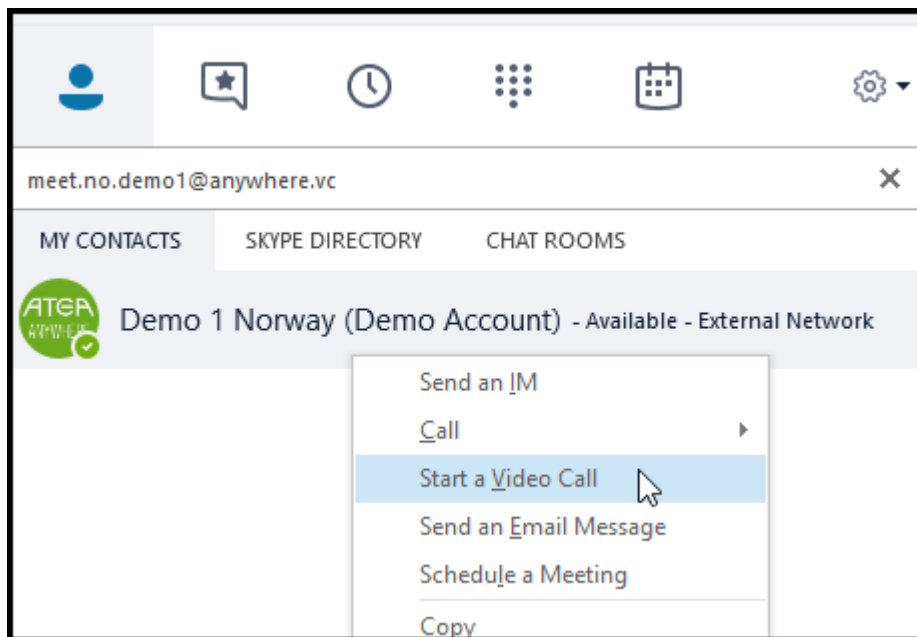 meet.no.demo1@anywhere.vc
MY CONTACTS SKYPE DIRECTORY CHAT ROOMS
ATEA
ANYWHERE
Demo 1 Norway (Demo Account) - Available - External Network
Send an IM
Call
Start a Video Call
Send an Email Message
Schedule a Meeting
Copy